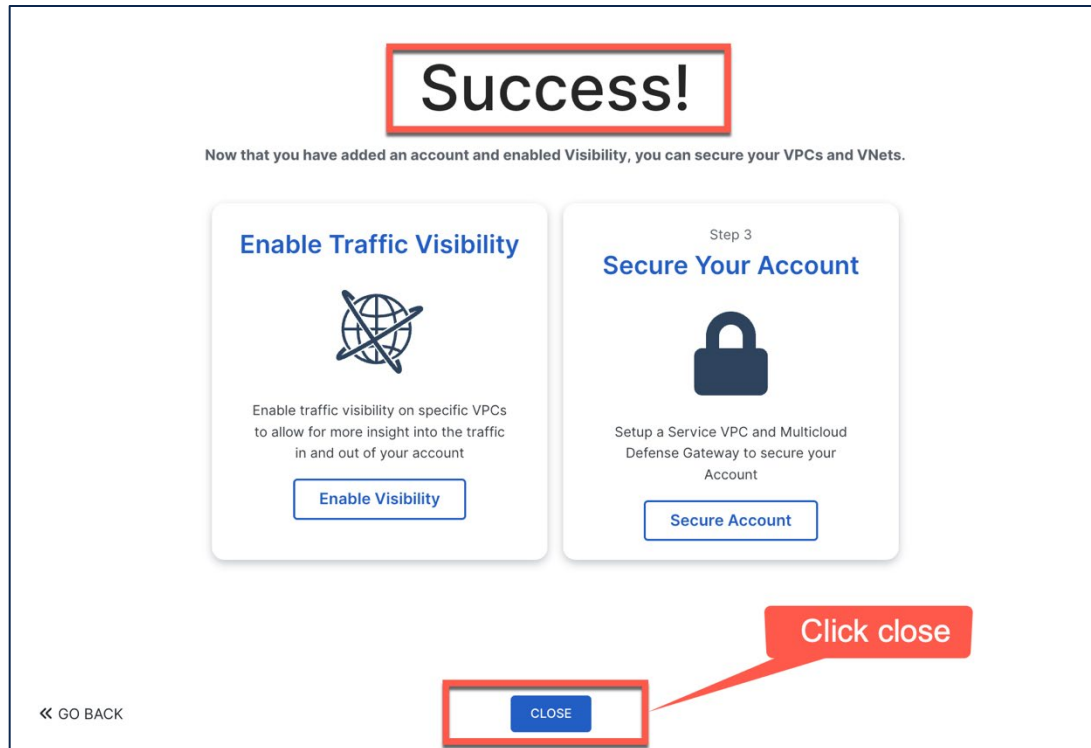 Success!
Now that you have added an account and enabled Visibility, you can secure your VPCs and VNets.
Enable Traffic Visibility
Enable traffic visibility on specific VPCs
to allow for more insight into the traffic
in and out of your account
Enable Visibility
Step 3
Secure Your Account
Setup a Service VPC and Multicloud
Defense Gateway to secure your
Account
Secure Account
Click close
« GO BACK
CLOSE